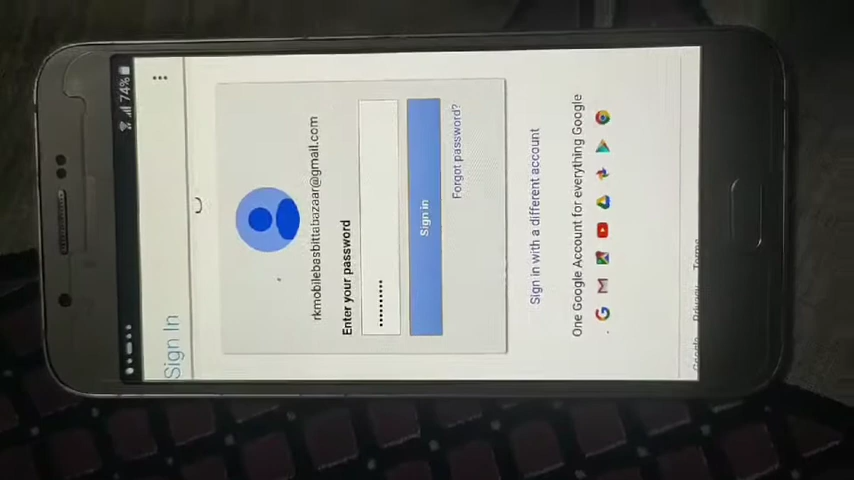 74%
Sign In
rkmobilebasbittabazaar@gmail.com
Enter your password
••••••••••
Sign in
Forgot password?
Sign in with a different account
One Google Account for everything Google
Google Privacy Terms